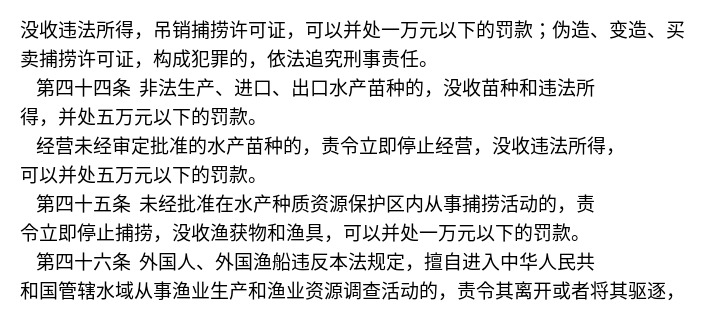 没收违法所得，吊销捕捞许可证，可以并处一万元以下的罚款；伪造、变造、买
卖捕捞许可证，构成犯罪的，依法追究刑事责任。
第四十四条 非法生产、进口、出口水产苗种的，没收苗种和违法所
得，并处五万元以下的罚款。
经营未经审定批准的水产苗种的，责令立即停止经营，没收违法所得，
可以并处五万元以下的罚款。
第四十五条 未经批准在水产种质资源保护区内从事捕捞活动的，责
令立即停止捕捞，没收渔获物和渔具，可以并处一万元以下的罚款。
第四十六条 外国人、外国渔船违反本法规定，擅自进入中华人民共
和国管辖水域从事渔业生产和渔业资源调查活动的，责令其离开或者将其驱逐，